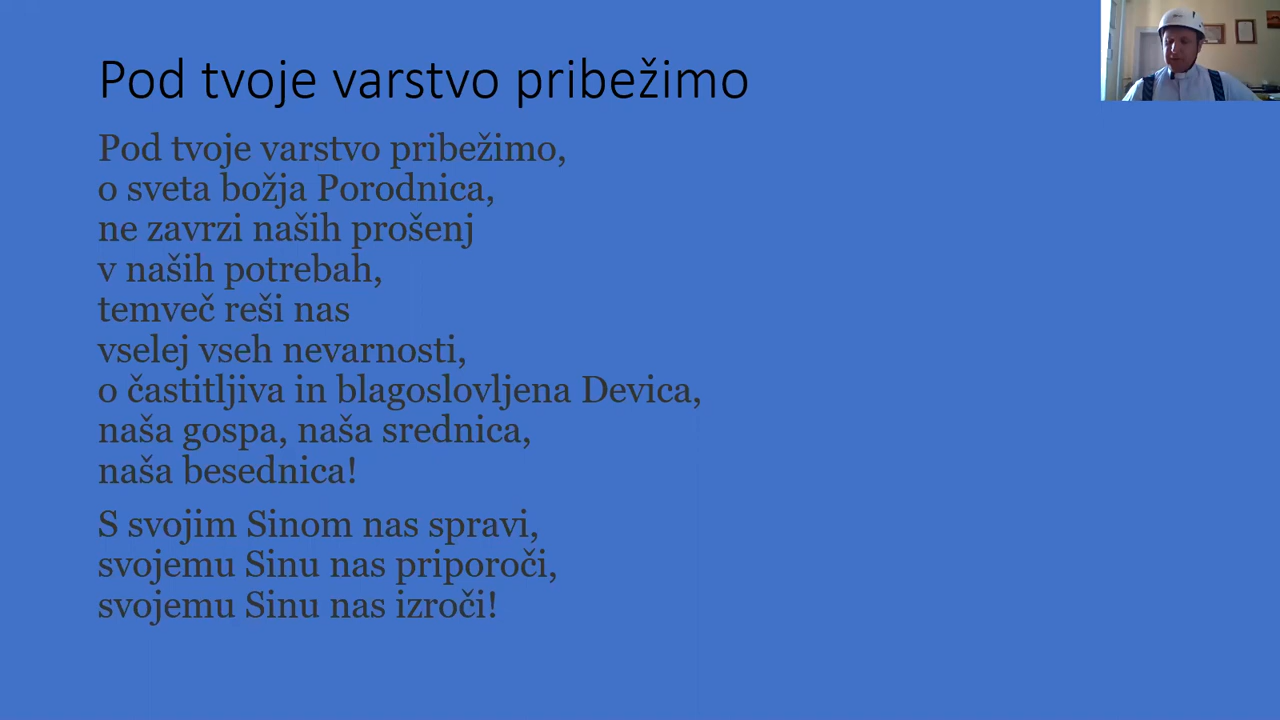 Pod tvoje varstvo pribežimo
Pod tvoje varstvo pribežimo,
o sveta božja Porodnica,
ne zavrzi naših prošenj
v naših potrebah,
temveč reši nas
vselej vseh nevarnosti,
o častitljiva in blagoslovljena Devica,
naša gospa, naša srednica,
naša besednica!
S svojim Sinom nas spravi,
svojemu Sinu nas priporoči,
svojemu Sinu nas izroči!